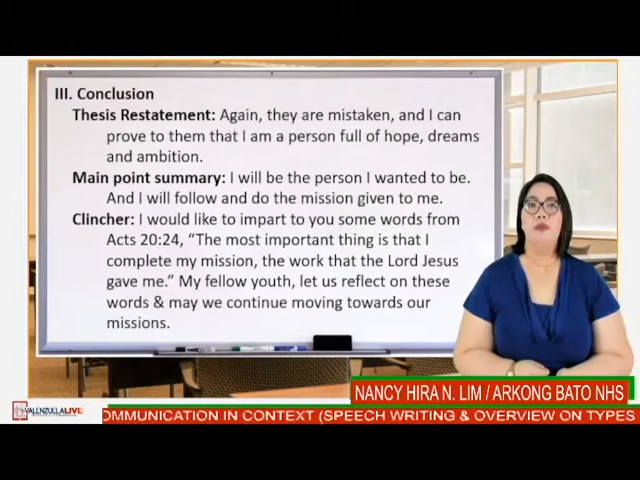 III. Conclusion
Thesis Restatement: Again, they are mistaken, and I can
prove to them that I am a person full of hope, dreams
and ambition.
Main point summary: I will be the person I wanted to be.
And I will follow and do the mission given to me.
Clincher: I would like to impart to you some words from
Acts 20:24, “The most important thing is that I
complete my mission, the work that the Lord Jesus
gave me.” My fellow youth, let us reflect on these
words & may we continue moving towards our
missions.
NANCY HIRA N. LIM / ARKONG BATO NHS
VALENZUELALIVE
OMMUNICATION IN CONTEXT (SPEECH WRITING & OVERVIEW ON TYPES